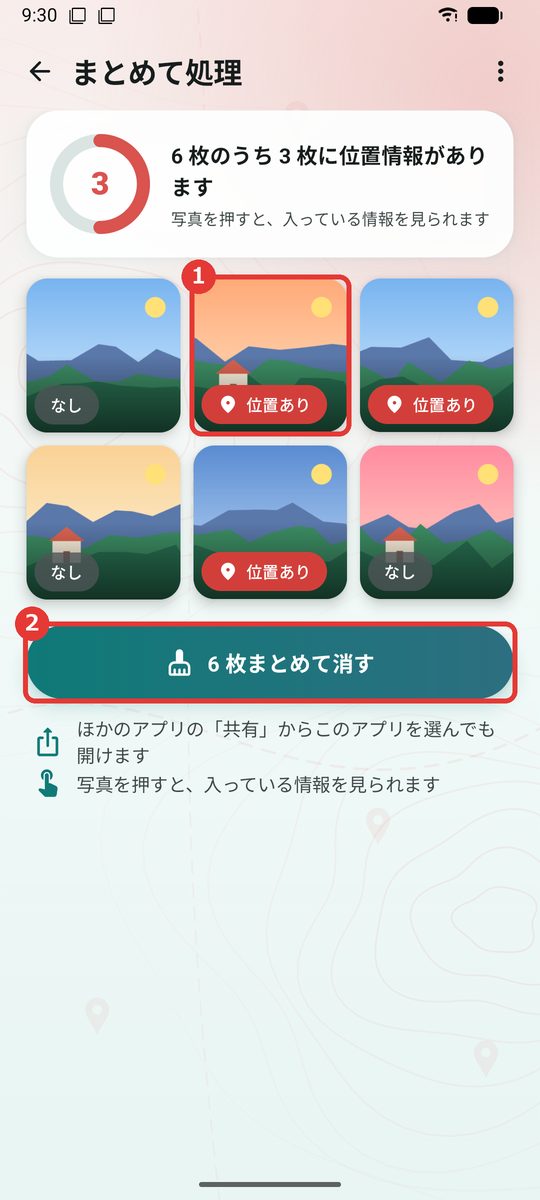 9:30
まとめて処理
3
6 枚のうち 3 枚に位置情報があり
ます
写真を押すと、入っている情報を見られます
1
なし
位置あり
位置あり
なし
位置あり
なし
2
6 枚まとめて消す
ほかのアプリの「共有」からこのアプリを選んでも
開けます
写真を押すと、入っている情報を見られます